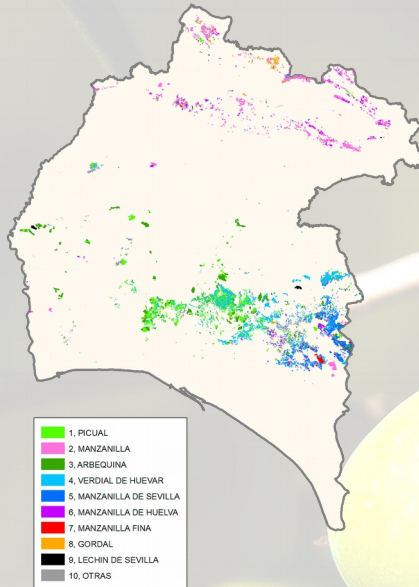 1, PICUAL
2, MANZANILLA
3, ARBEQUINA
4, VERDIAL DE HUEVAR
5, MANZANILLA DE SEVILLA
6, MANZANILLA DE HUELVA
7, MANZANILLA FINA
8, GORDAL
9, LECHIN DE SEVILLA
10, OTRAS